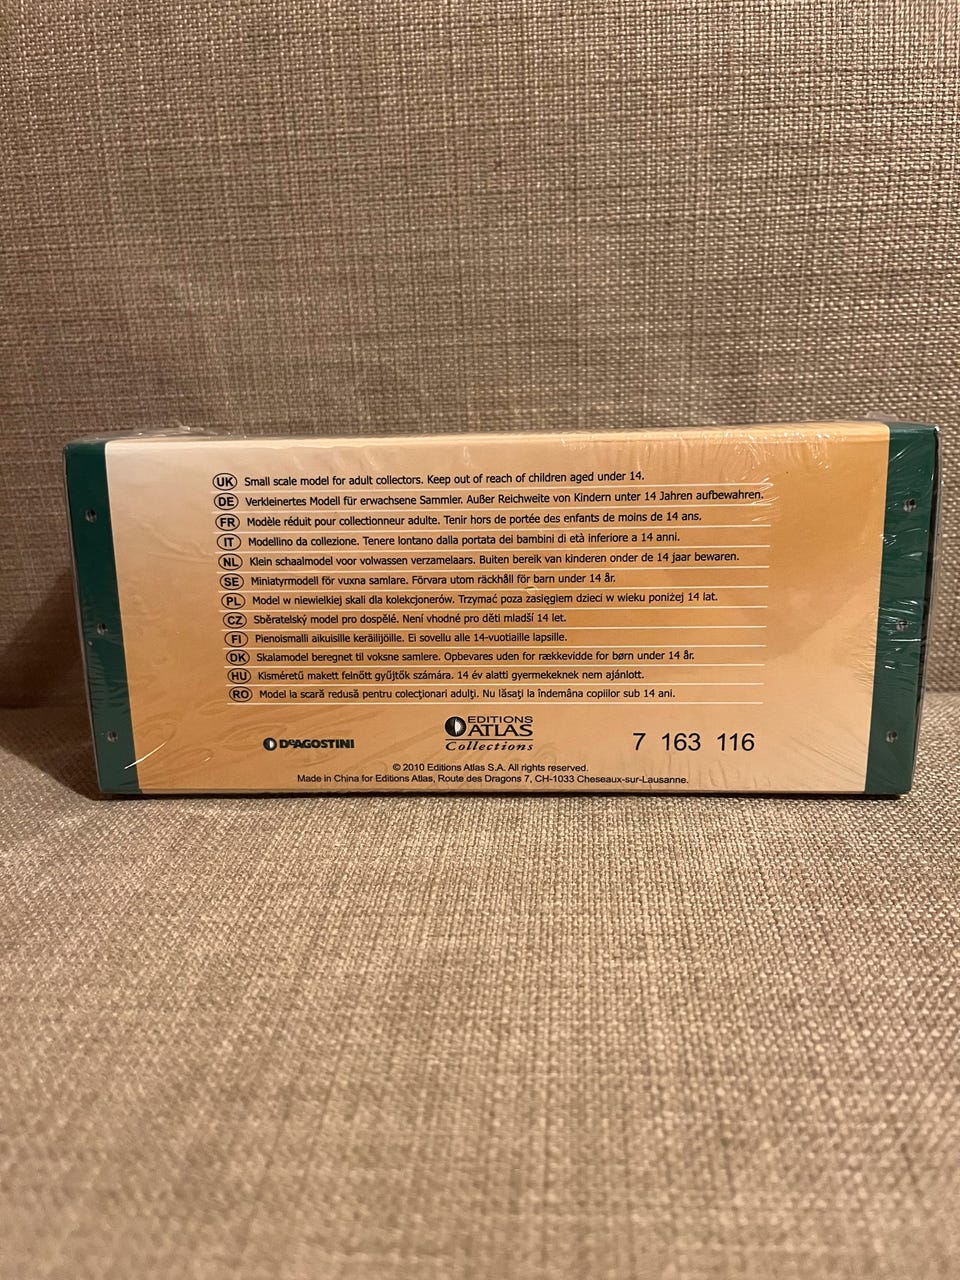 UK Small scale model for adult collectors. Keep out of reach of children aged under 14.
DE Verkleinertes Modell für erwachsene Sammler. Außer Reichweite von Kindern unter 14 Jahren aufbewahren.
FR Modèle réduit pour collectionneur adulte. Tenir hors de portée des enfants de moins de 14 ans.
IT Modellino da collezione. Tenere lontano dalla portata dei bambini di età inferiore a 14 anni.
NL Klein schaalmodel voor volwassen verzamelaars. Buiten bereik van kinderen onder de 14 jaar bewaren.
SE Miniatyrmodell för vuxna samlare. Förvara utom räckhåll för barn under 14 år.
PL Model w niewielkiej skali dla kolekcjonerów. Trzymać poza zasięgiem dzieci w wieku poniżej 14 lat.
CZ Sběratelský model pro dospělé. Není vhodné pro děti mladší 14 let.
FI Pienoismalli aikuisille keräilijöille. Ei sovellu alle 14-vuotiaille lapsille.
DK Skalamodel beregnet til voksne samlere. Opbevares uden for rækkevidde for børn under 14 år.
HU Kisméretű makett felnőtt gyűjtők számára. 14 év alatti gyermekeknek nem ajánlott.
RO Model la scară redusă pentru colecţionari adulţi. Nu lăsaţi la îndemâna copiilor sub 14 ani.
DeAGOSTINI
EDITIONS
ATLAS
Collections
7 163 116
© 2010 Editions Atlas S.A. All rights reserved.
Made in China for Editions Atlas, Route des Dragons 7, CH-1033 Cheseaux-sur-Lausanne.